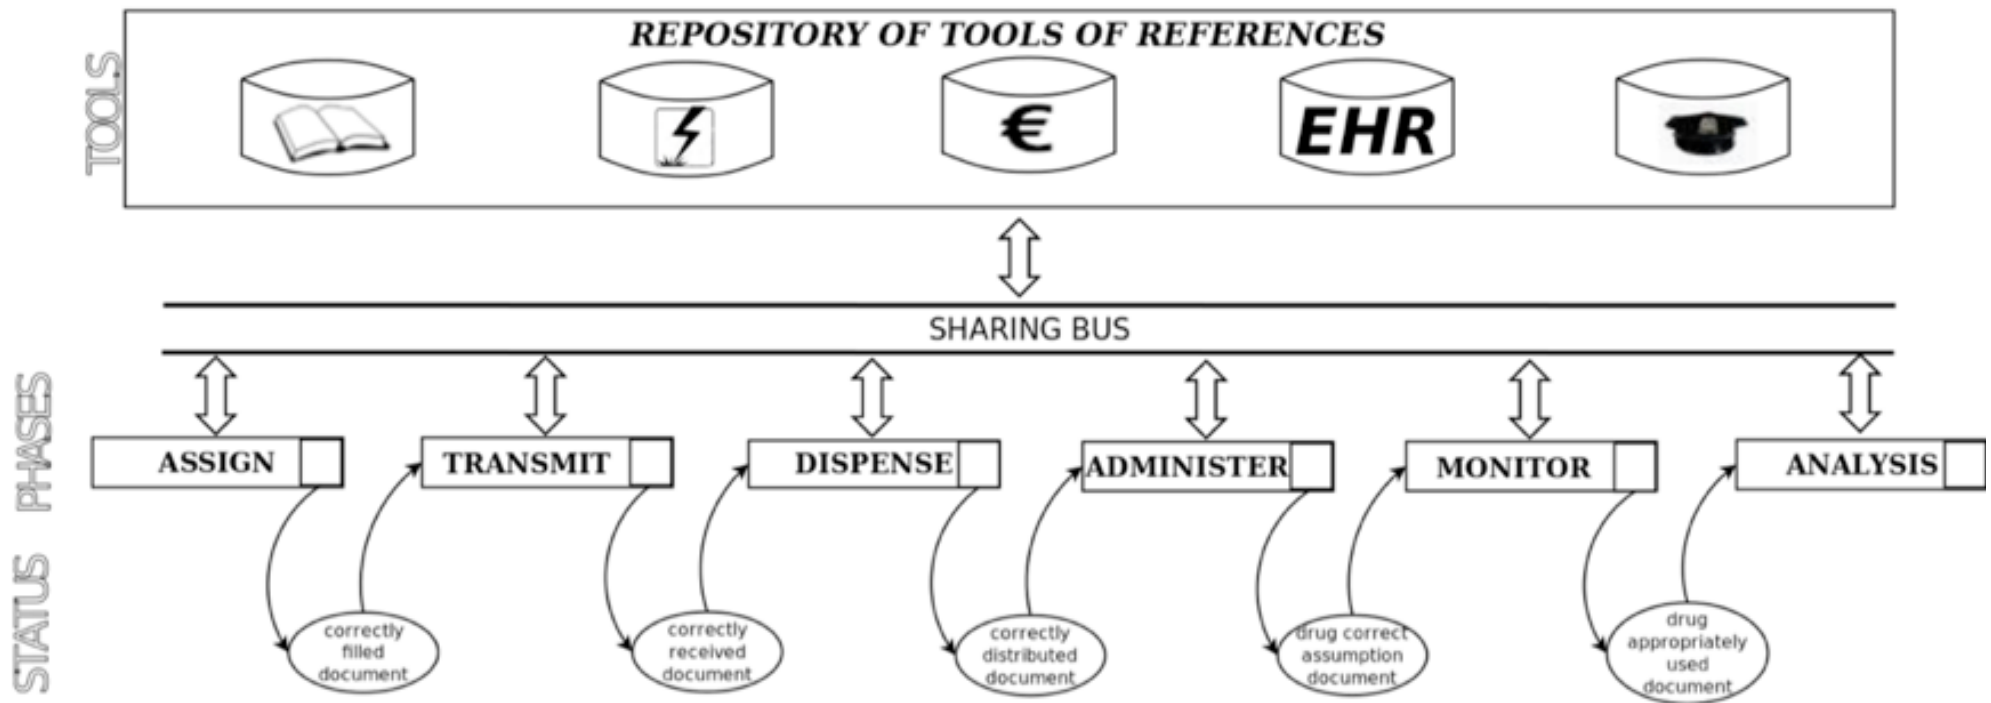 REPOSITORY OF TOOLS OF REFERENCES
TOOLS
€
EHR
SHARING BUS
PHASES
ASSIGN
TRANSMIT
DISPENSE
ADMINISTER
MONITOR
ANALYSIS
STATUS
correctly
filled
document
correctly
received
document
correctly
distributed
document
drug correct
assumption
document
drug
appropriately
used
document